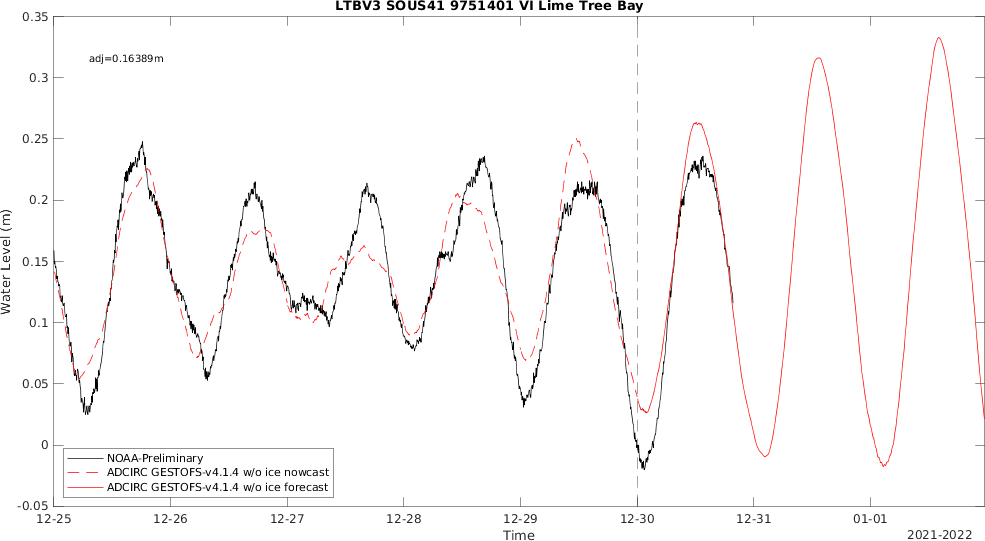 LTBV3 SOUS41 9751401 VI Lime Tree Bay
adj=0.16389m
0.35
0.3
0.25
0.2
0.15
0.1
0.05
0
-0.05
Water Level (m)
NOAA-Preliminary
ADCIRC GESTOFS-v4.1.4 w/o ice nowcast
ADCIRC GESTOFS-v4.1.4 w/o ice forecast
12-25 12-26 12-27 12-28 12-29 12-30 12-31 01-01
Time
2021-2022